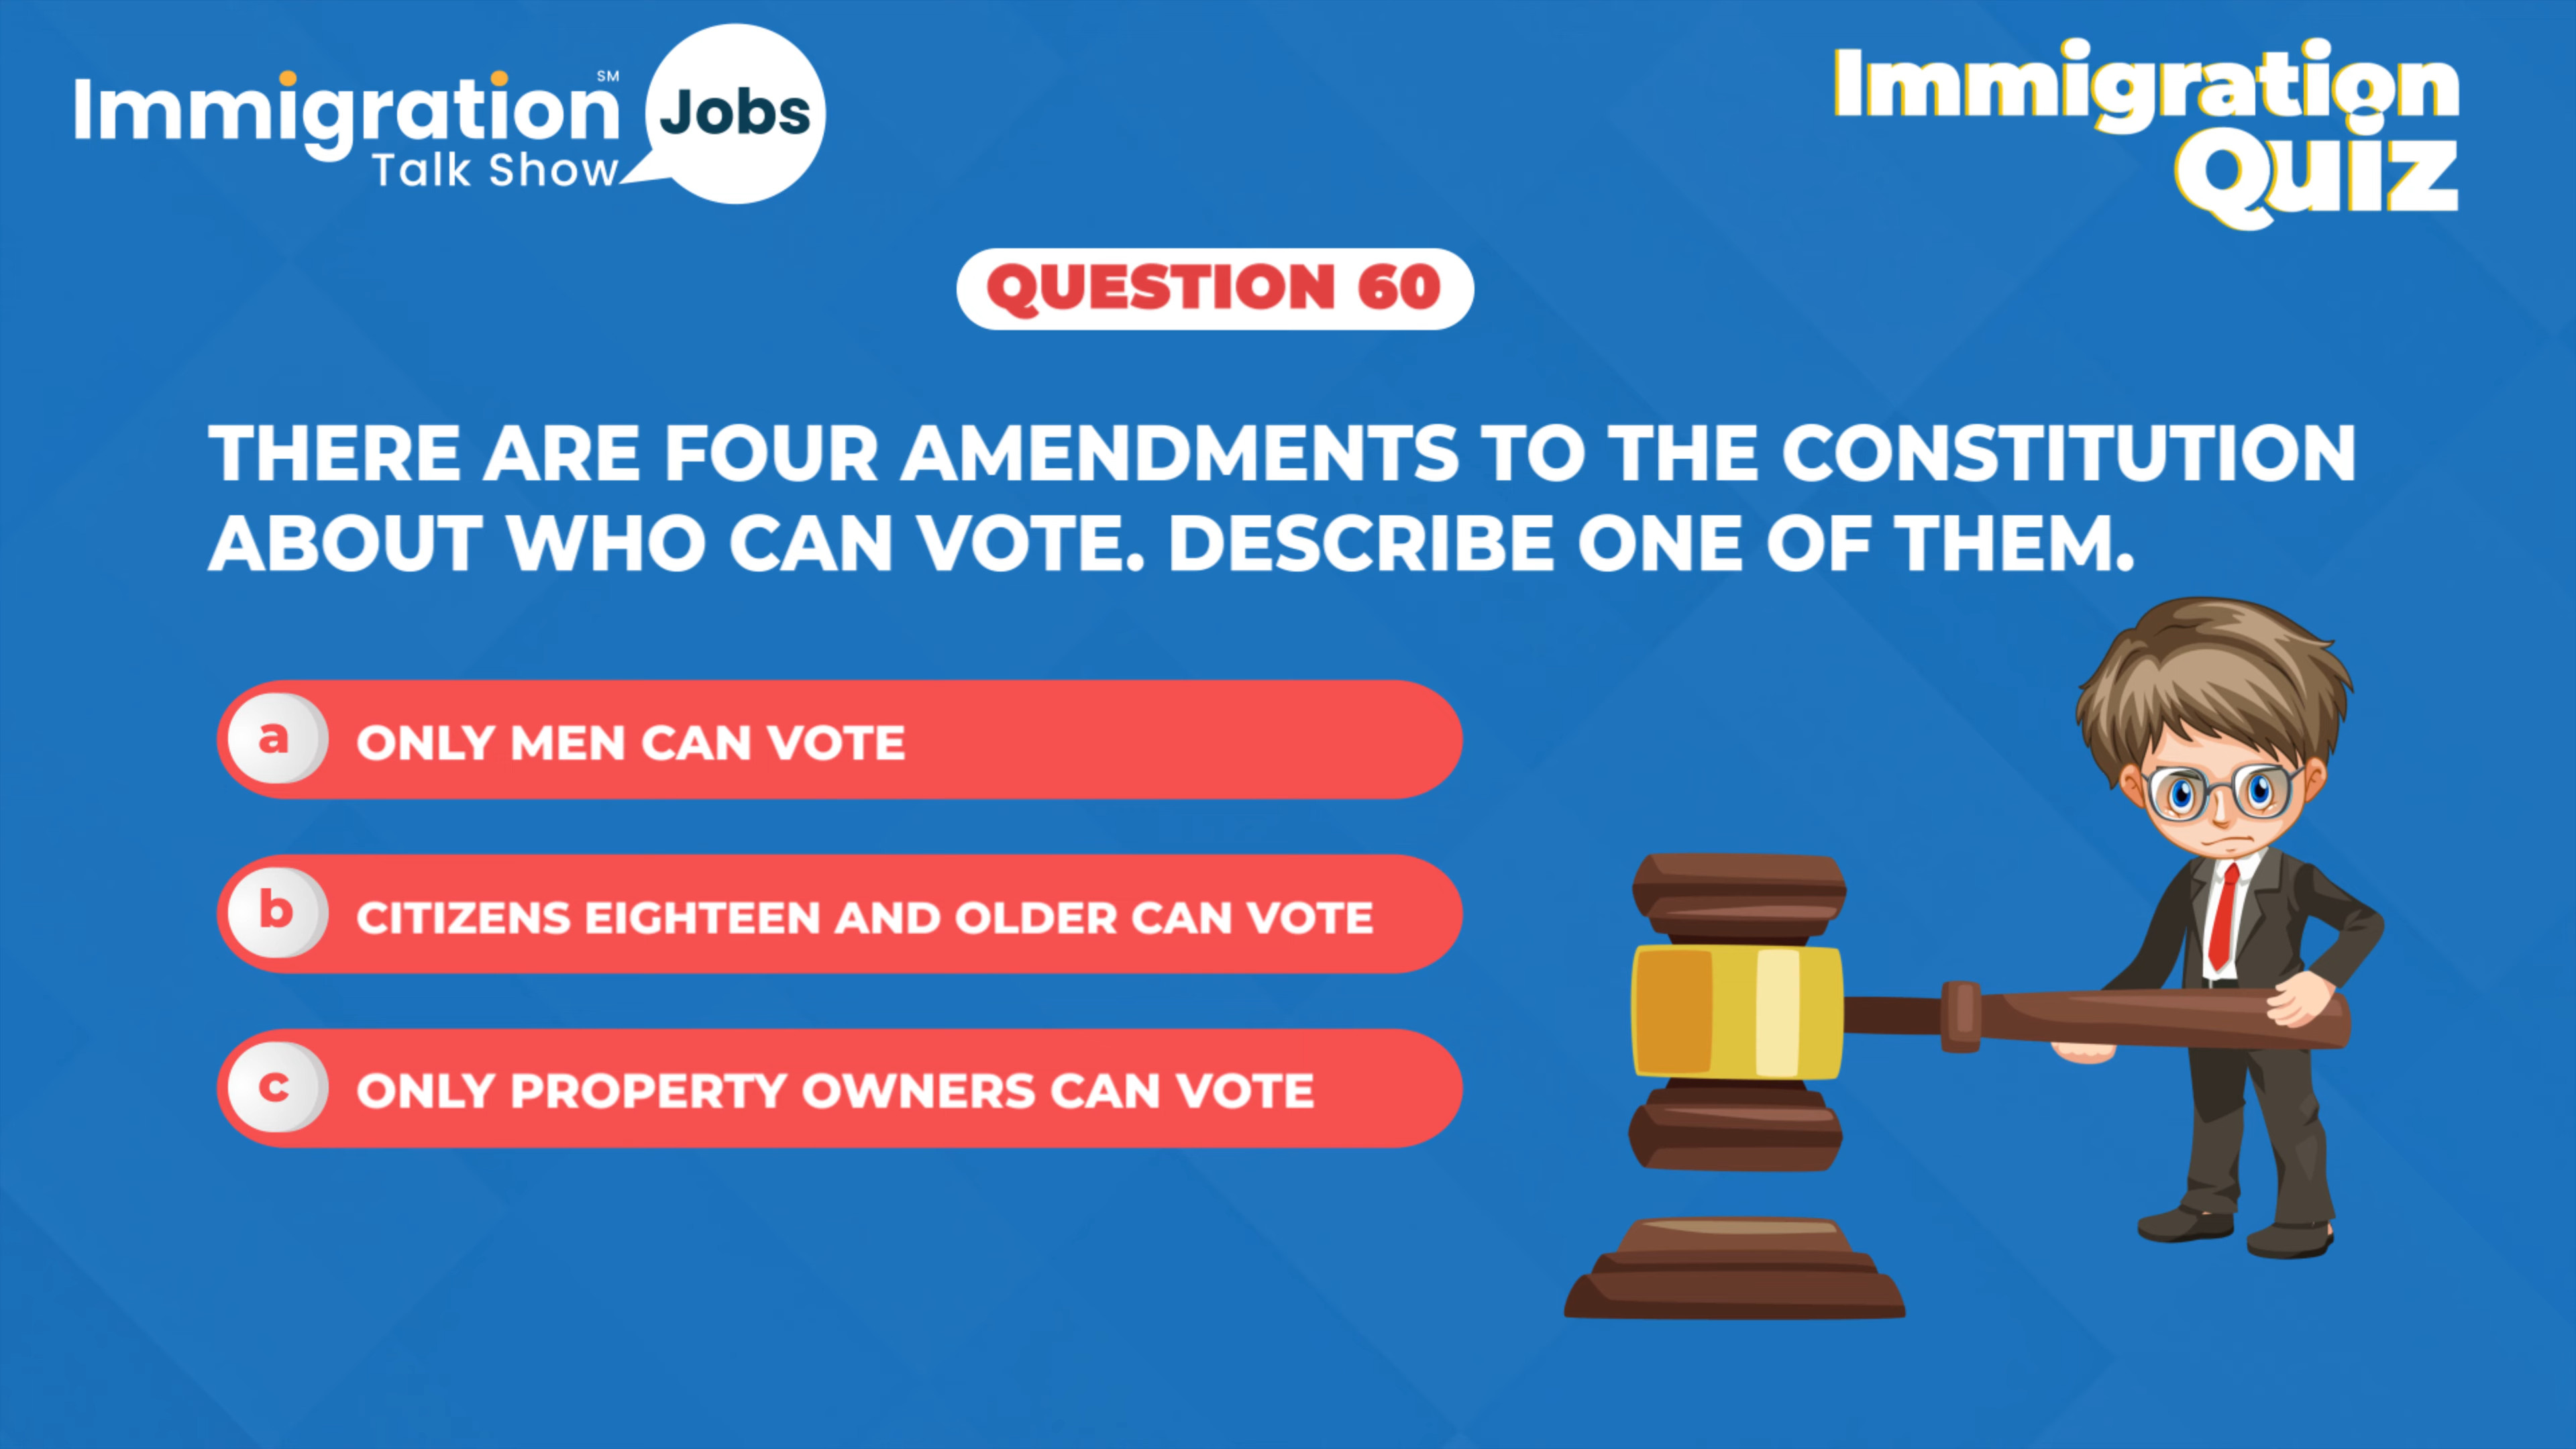 Immigration SM
Talk Show
Jobs
Immigration
Quiz
QUESTION 60
THERE ARE FOUR AMENDMENTS TO THE CONSTITUTION
ABOUT WHO CAN VOTE. DESCRIBE ONE OF THEM.
a ONLY MEN CAN VOTE
b CITIZENS EIGHTEEN AND OLDER CAN VOTE
c ONLY PROPERTY OWNERS CAN VOTE